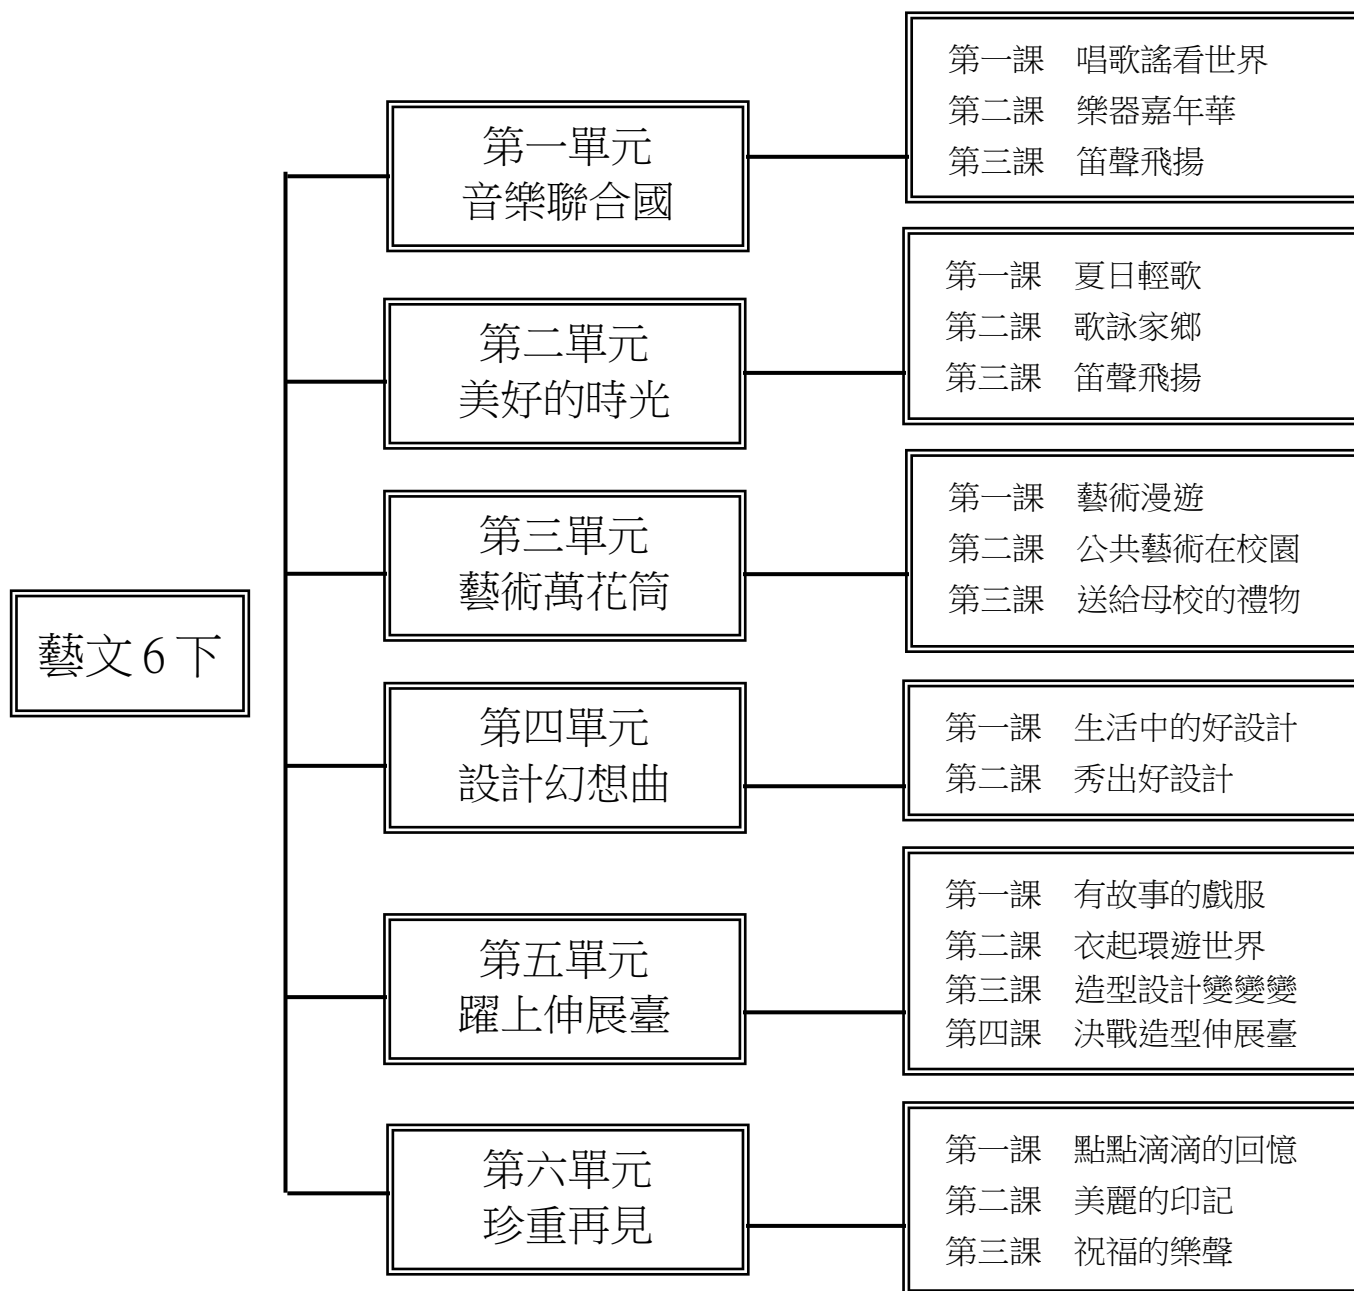 藝文6下
第一單元
音樂聯合國
第一課　唱歌謠看世界
第二課　樂器嘉年華
第三課　笛聲飛揚
第二單元
美好的時光
第一課　夏日輕歌
第二課　歌詠家鄉
第三課　笛聲飛揚
第三單元
藝術萬花筒
第一課　藝術漫遊
第二課　公共藝術在校園
第三課　送給母校的禮物
第四單元
設計幻想曲
第一課　生活中的好設計
第二課　秀出好設計
第五單元
躍上伸展臺
第一課　有故事的戲服
第二課　衣起環遊世界
第三課　造型設計變變變
第四課　決戰造型伸展臺
第六單元
珍重再見
第一課　點點滴滴的回憶
第二課　美麗的印記
第三課　祝福的樂聲